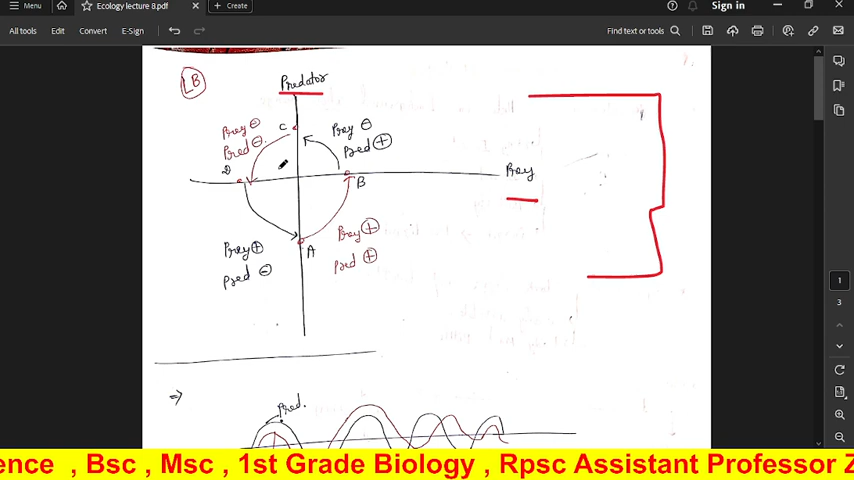 Menu
Ecology lecture 8.pdf
Create
Sign in
All tools Edit Convert E-Sign
Find text or tools
LB
Predator
Prey ⊖
Pred ⊖.
C
Prey ⊖
Pred ⊕
D
B
Prey
A
Prey ⊕
Pred ⊖
Prey ⊕
Pred ⊕
1
3
⇒
Pred.
ence , Bsc , Msc , 1st Grade Biology , Rpsc Assistant Professor Z